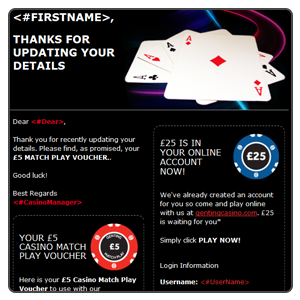 <#FIRSTNAME>,
THANKS FOR
UPDATING YOUR
DETAILS
Dear <#Dear>,
Thank you for recently updating your
details. Please find, as promised, your
£5 MATCH PLAY VOUCHER..
Good luck!
Best Regards
<#CasinoManager>
YOUR £5
CASINO MATCH
PLAY VOUCHER
£5
Here is your £5 Casino Match Play
Voucher to use with our
£25 IS IN
YOUR ONLINE
ACCOUNT
NOW!
£25
We've already created an account
for you so come and play online
with us at gentingcasino.com. £25
is waiting for you*
Simply click PLAY NOW!
Login Information
Username: <#UserName>